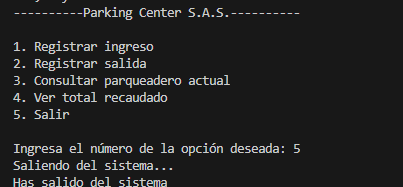 ----------Parking Center S.A.S.----------
1. Registrar ingreso
2. Registrar salida
3. Consultar parqueadero actual
4. Ver total recaudado
5. Salir
Ingresa el número de la opción deseada: 5
Saliendo del sistema...
Has salido del sistema